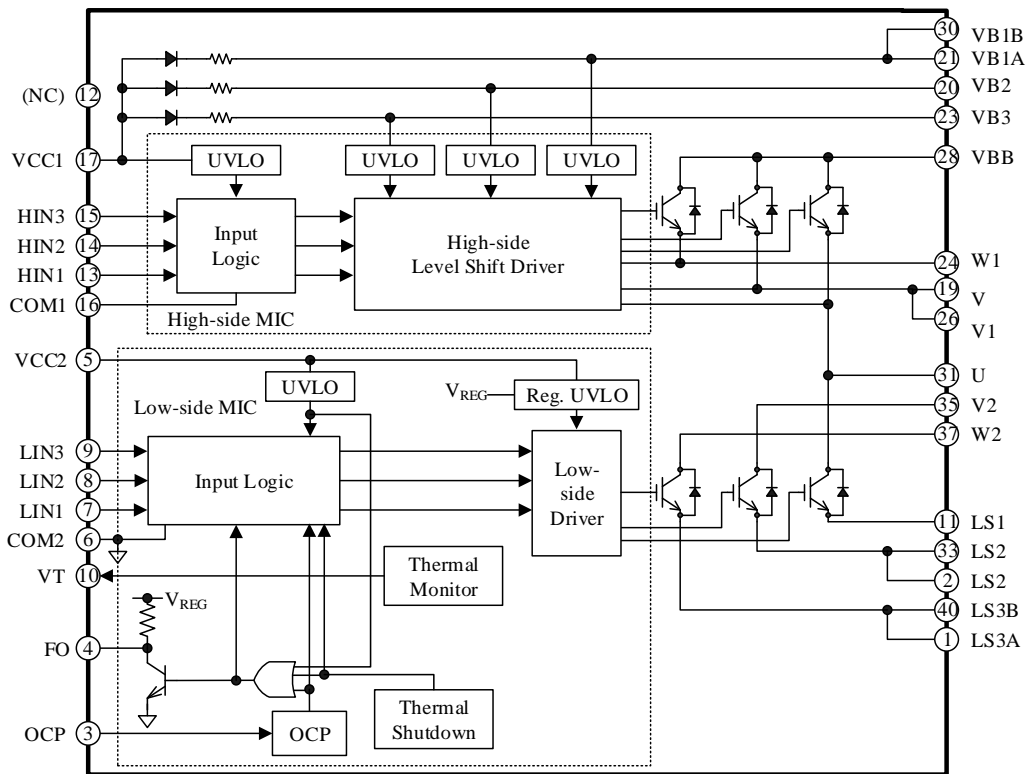 30 VB1B
21 VB1A
(NC) 12
20 VB2
23 VB3
VCC1 17
UVLO
UVLO
UVLO
UVLO
28 VBB
HIN3 15
HIN2 14
HIN1 13
COM1 16
Input
Logic
High-side
Level Shift Driver
High-side MIC
24 W1
19 V
26 V1
VCC2 5
UVLO
VREG
Reg. UVLO
Low-side MIC
31 U
35 V2
37 W2
LIN3 9
LIN2 8
LIN1 7
COM2 6
Input Logic
Low-
side
Driver
11 LS1
33 LS2
2 LS2
40 LS3B
1 LS3A
VT 10
Thermal
Monitor
VREG
FO 4
Thermal
Shutdown
OCP 3
OCP